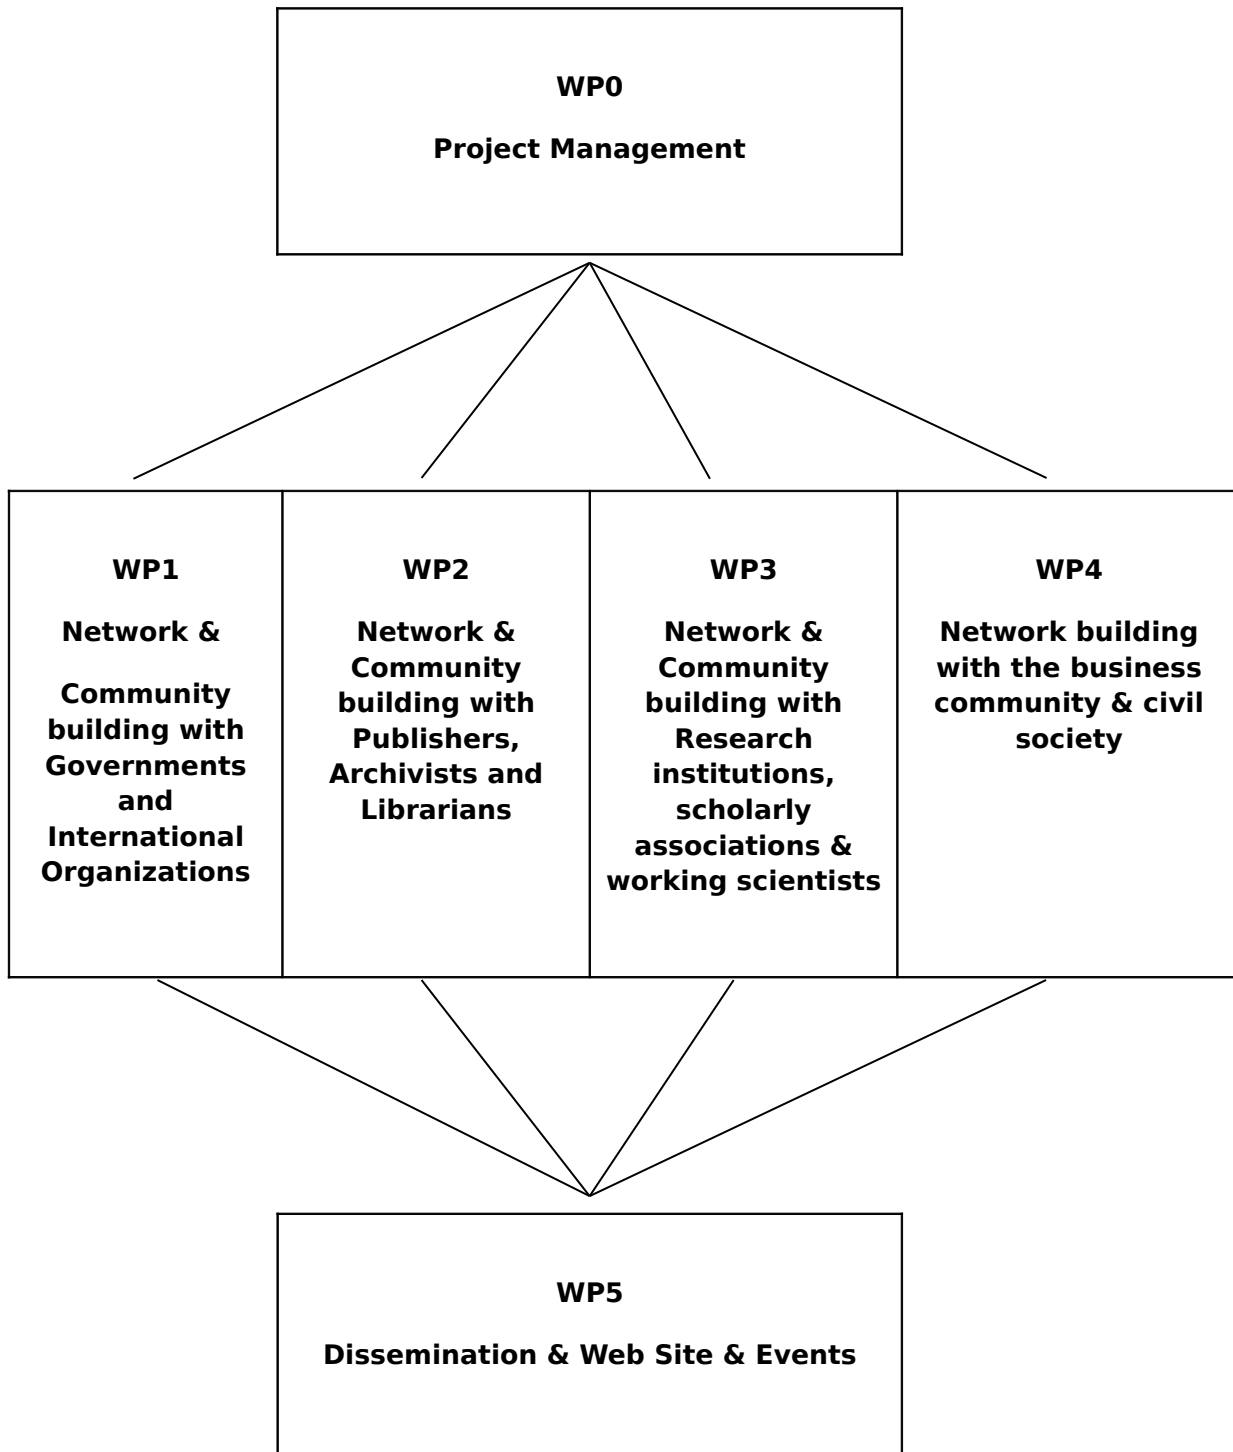 WP0
Project Management
WP1
Network &
Community
building with
Governments
and
International
Organizations
WP2
Network &
Community
building with
Publishers,
Archivists and
Librarians
WP3
Network &
Community
building with
Research
institutions,
scholarly
associations &
working scientists
WP4
Network building
with the business
community & civil
society
WP5
Dissemination & Web Site & Events